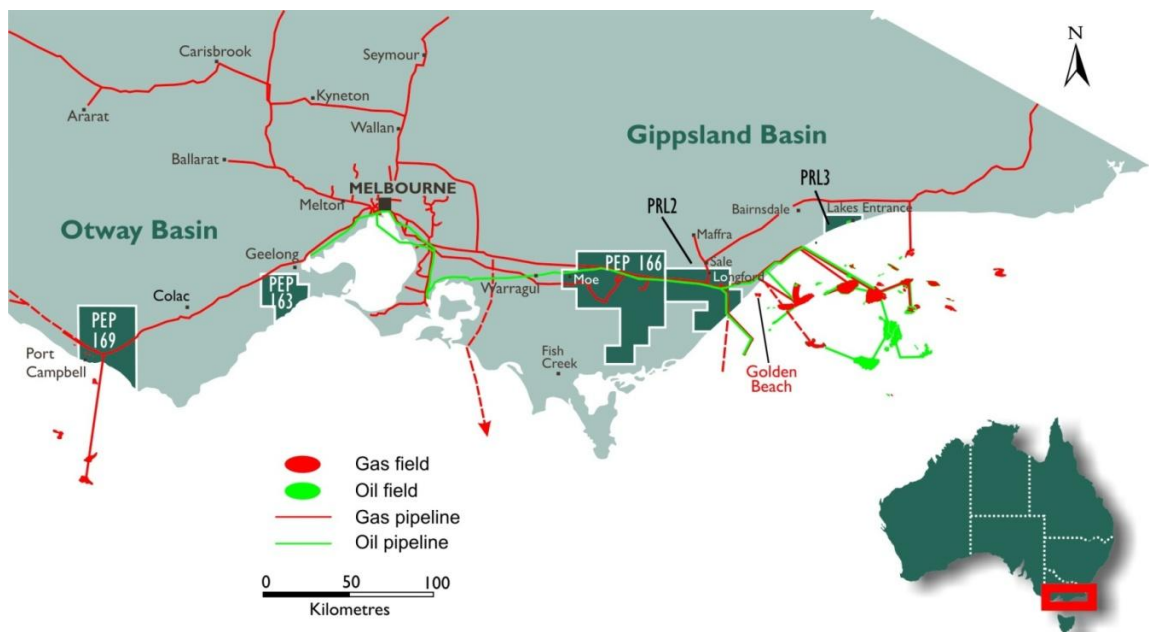 Carisbrook
Seymour
N
Ararat
Kyneton
Wallan
Gippsland Basin
Ballarat
MELBOURNE
PRL3
Melton
PRL2
Bairnsdale
Lakes Entrance
Otway Basin
Maffra
Geelong
Sale
PEP 166
Moe
Longford
Warragul
PEP
163
Colac
PEP
169
Port
Campbell
Fish
Creek
Golden
Beach
Gas field
Oil field
Gas pipeline
Oil pipeline
0 50 100
Kilometres